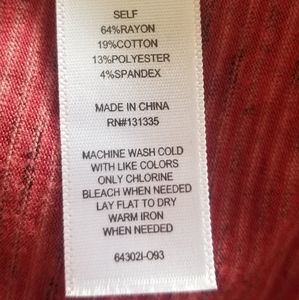 SELF
64%RAYON
19%COTTON
13%POLYESTER
4%SPANDEX
MADE IN CHINA
RN#131335
MACHINE WASH COLD
WITH LIKE COLORS
ONLY CHLORINE
BLEACH WHEN NEEDED
LAY FLAT TO DRY
WARM IRON
WHEN NEEDED
64302I-O93